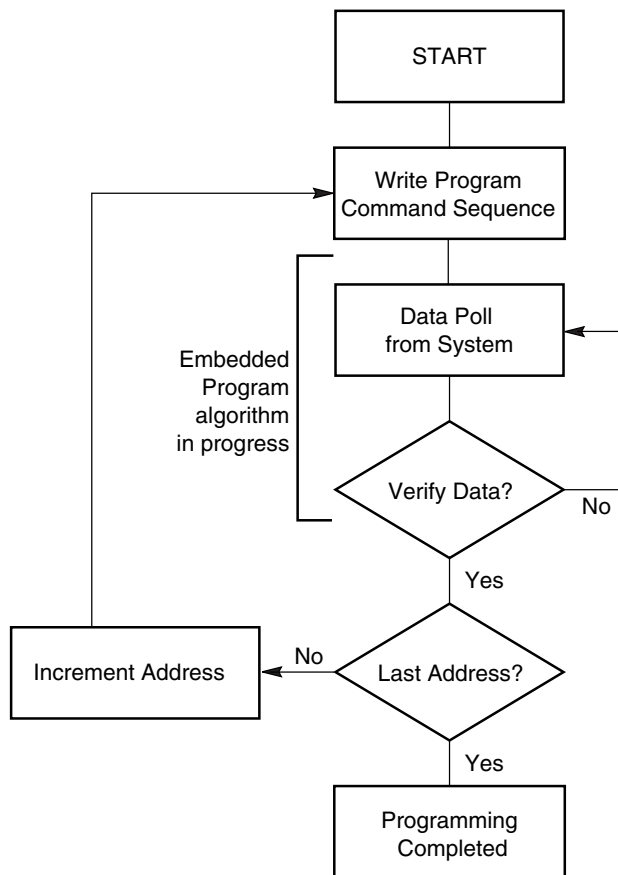 START
Write Program
Command Sequence
Data Poll
from System
Embedded
Program
algorithm
in progress
Verify Data?
No
Yes
No
Increment Address
Last Address?
Yes
Programming
Completed